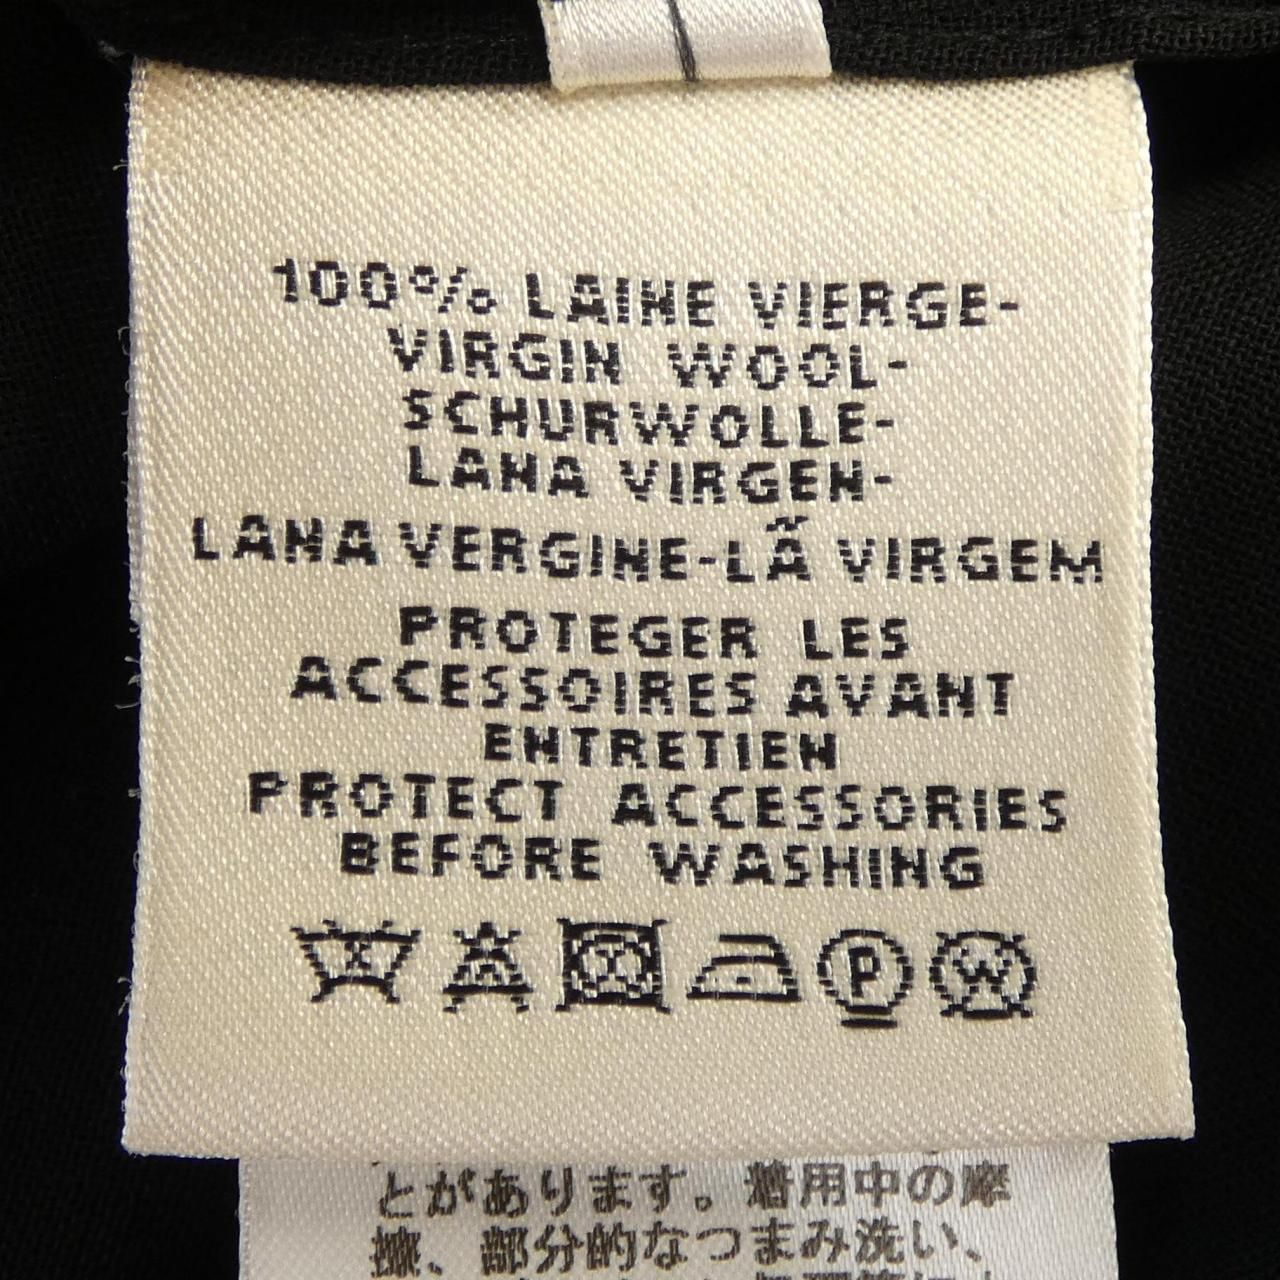 100% LAINE VIERGE-
VIRGIN WOOL-
SCHURWOLLE-
LANA VIRGEN-
LANA VERGINE-LÃ VIRGEM
PROTEGER LES
ACCESSOIRES AVANT
ENTRETIEN
PROTECT ACCESSORIES
BEFORE WASHING
P W
とがあります。着用中の摩
擦、部分的なつまみ洗い、